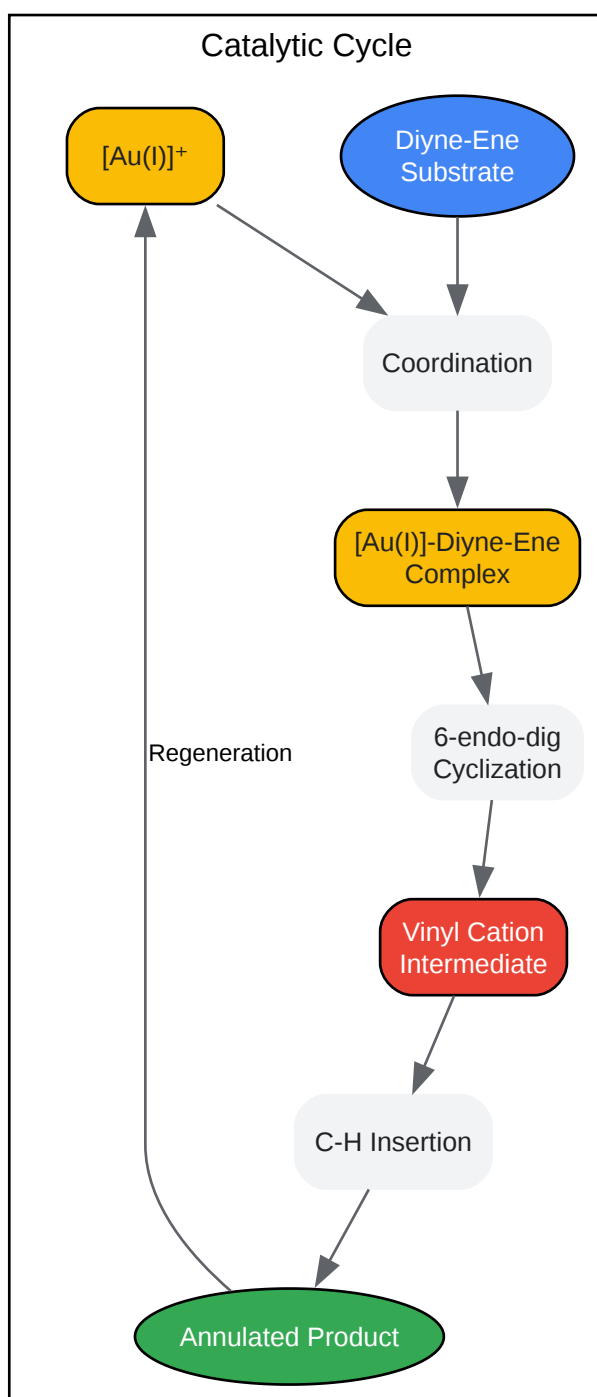 Catalytic Cycle
[Au(I)]⁺
Diyne-Ene
Substrate
Coordination
[Au(I)]-Diyne-Ene
Complex
6-endo-dig
Cyclization
Regeneration
Vinyl Cation
Intermediate
C-H Insertion
Annulated Product